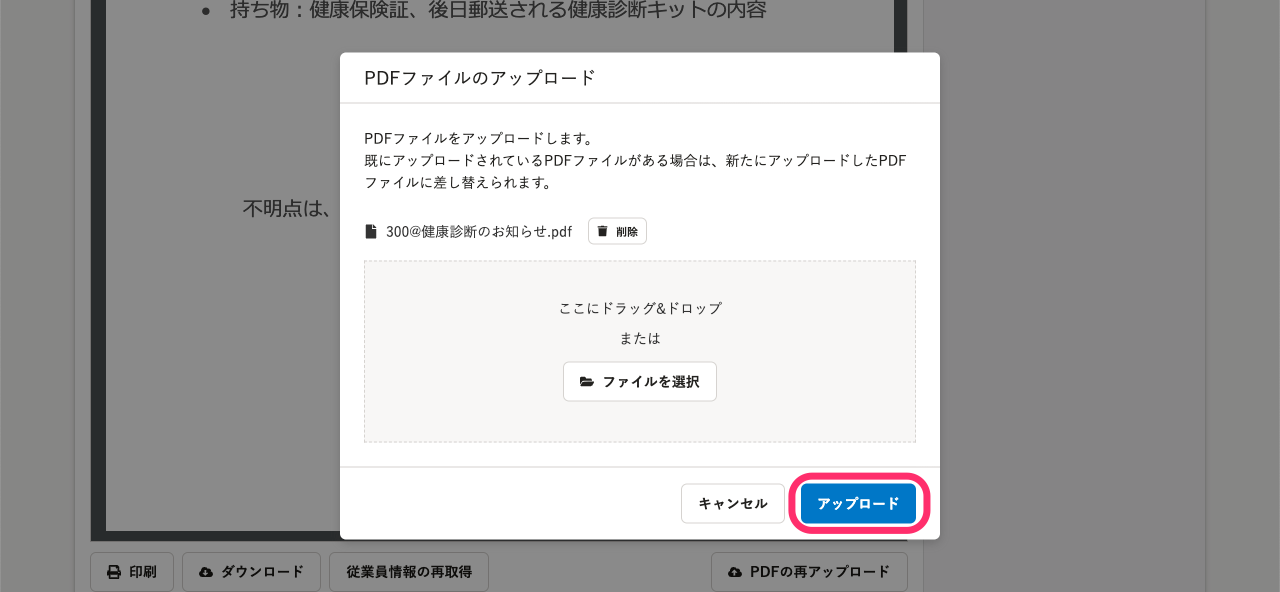 ● 持ち物：健康保険証、後日郵送される健康診断キットの内容
PDFファイルのアップロード
PDFファイルをアップロードします。
既にアップロードされているPDFファイルがある場合は、新たにアップロードしたPDF
ファイルに差し替えられます。
不明点は、
300@健康診断のお知らせ.pdf 削除
ここにドラッグ&ドロップ
または
ファイルを選択
キャンセル アップロード
印刷 ダウンロード 従業員情報の再取得 PDFの再アップロード